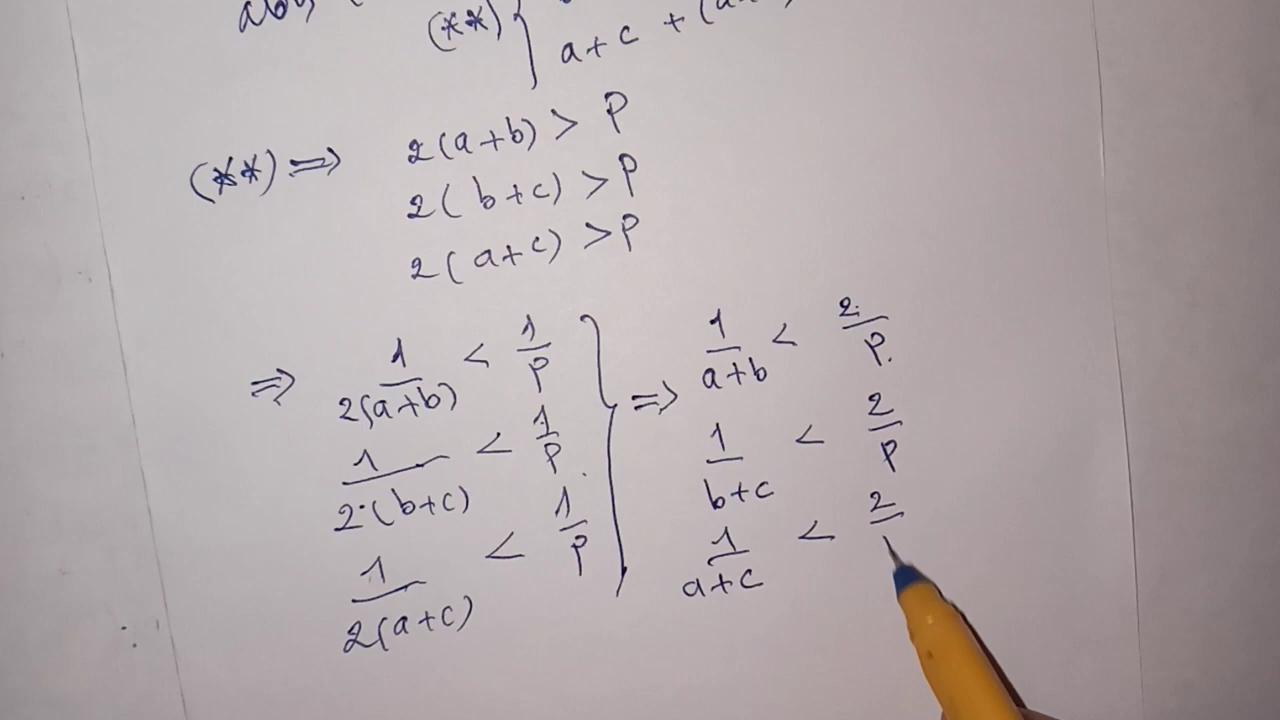 (**) {
a+c + (a
(**) ⇒ 2(a+b) > P
2(b+c) > P
2(a+c) > P
⇒ 1/2(a+b) < 1/P } ⇒ 1/a+b < 2/P
1/2·(b+c) < 1/P 1/b+c < 2/P
1/2(a+c) < 1/P 1/a+c < 2/